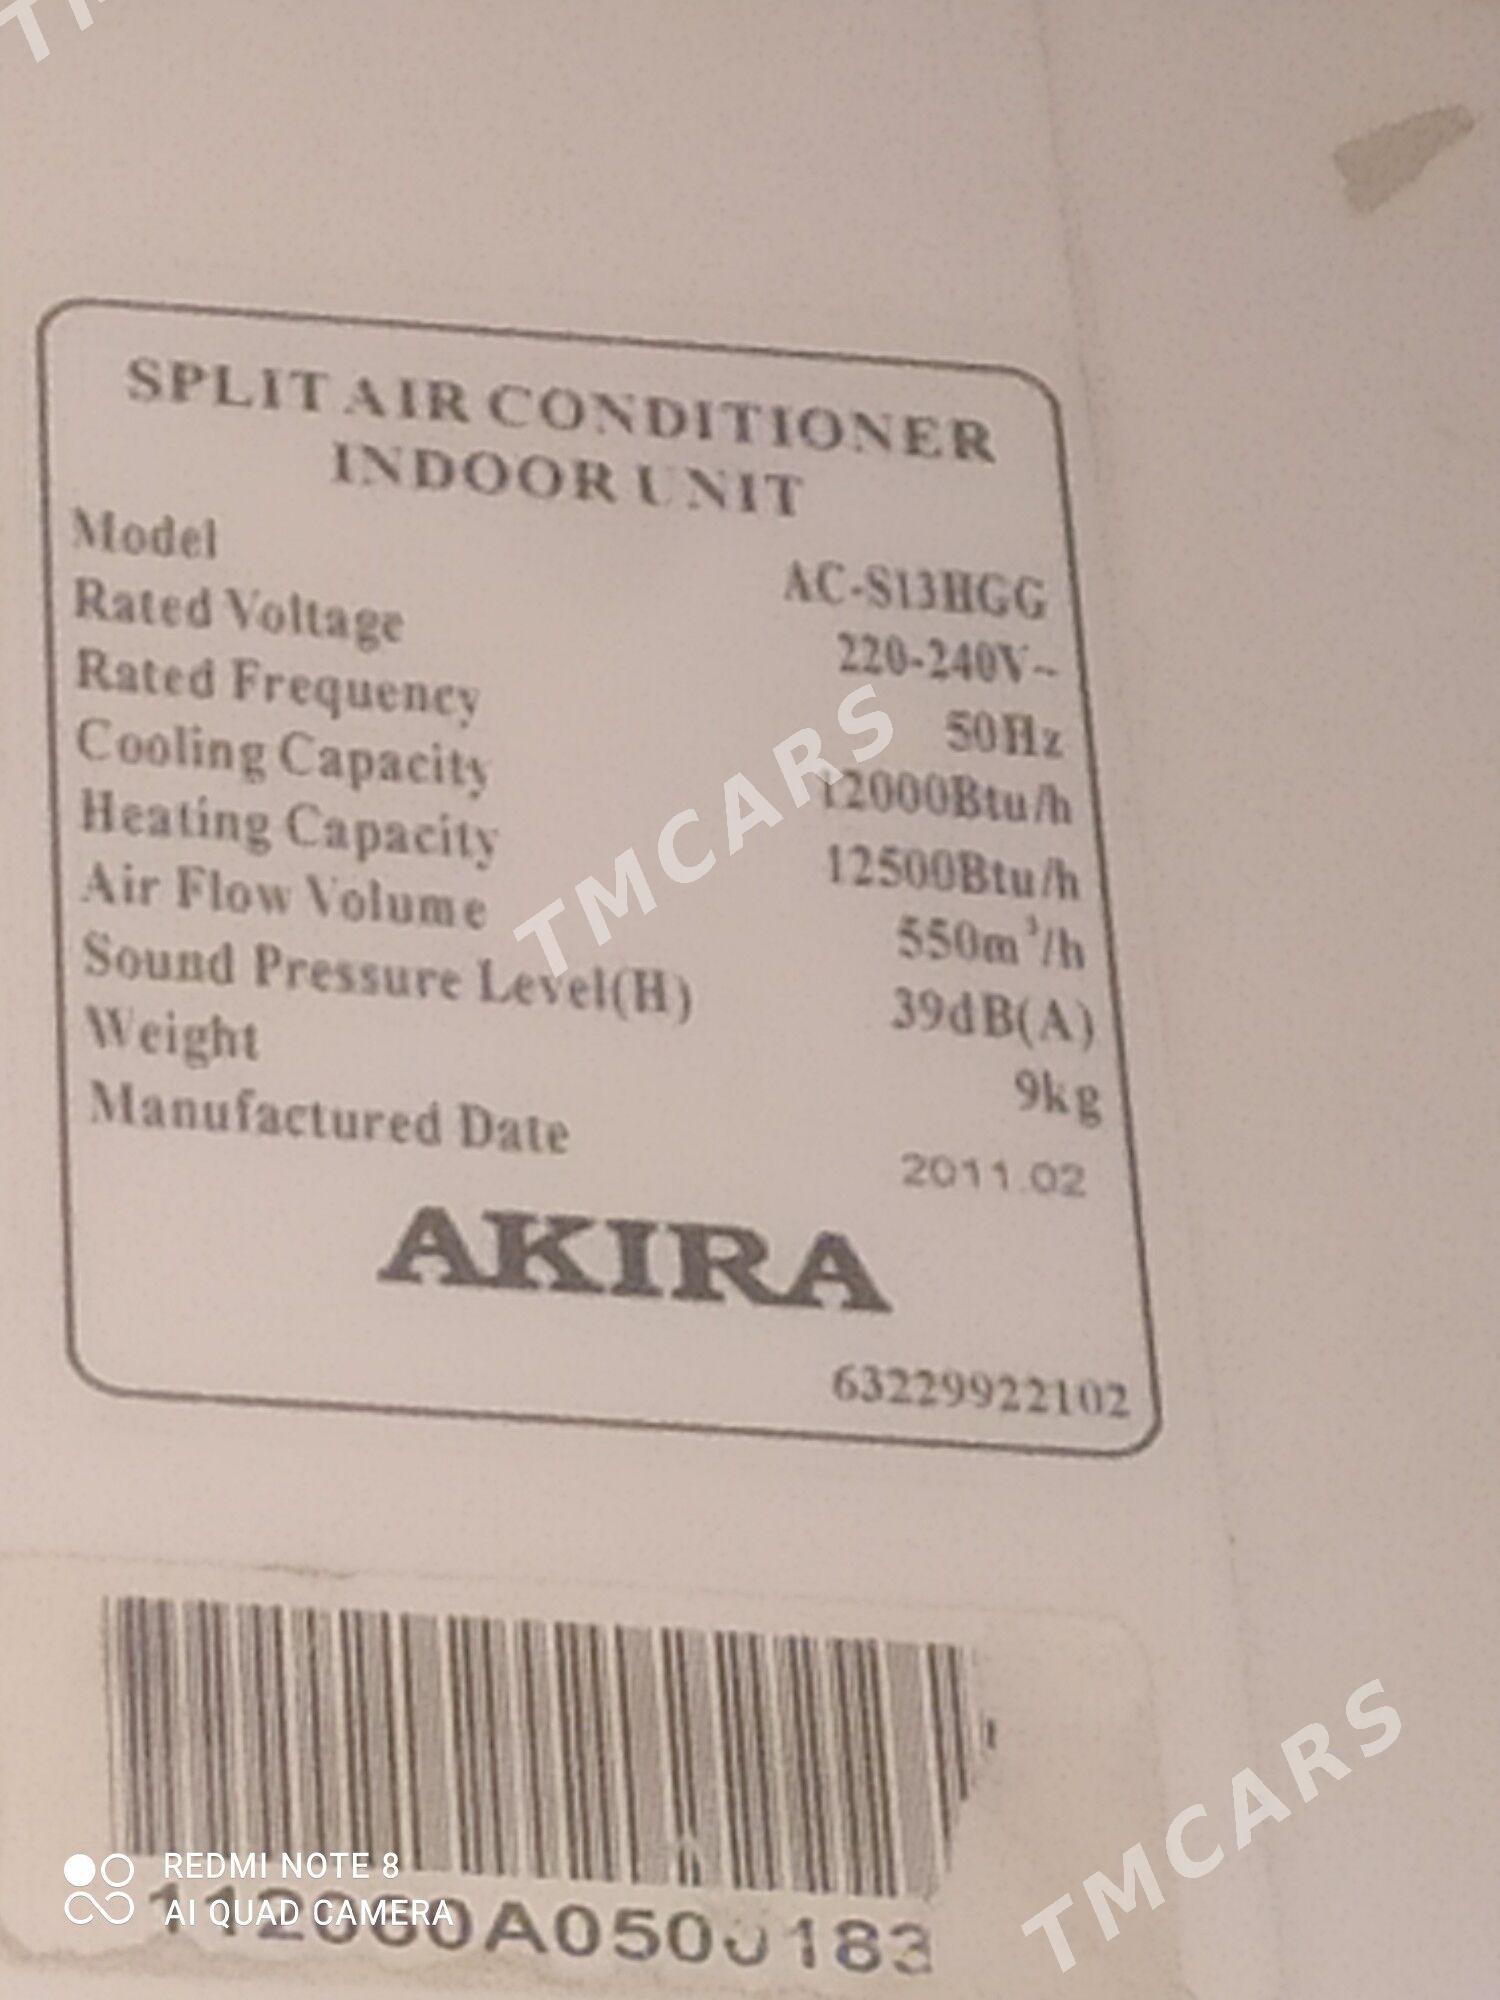 SPLIT AIR CONDITIONER
INDOOR UNIT
Model AC-S13HGG
Rated Voltage 220-240V~
Rated Frequency 50Hz
Cooling Capacity 12000Btu/h
Heating Capacity 12500Btu/h
Air Flow Volume 550m³/h
Sound Pressure Level(H) 39dB(A)
Weight 9kg
Manufactured Date 2011.02
AKIRA
63229922102
REDMI NOTE 8
AI QUAD CAMERA
TMCARS
TMCARS